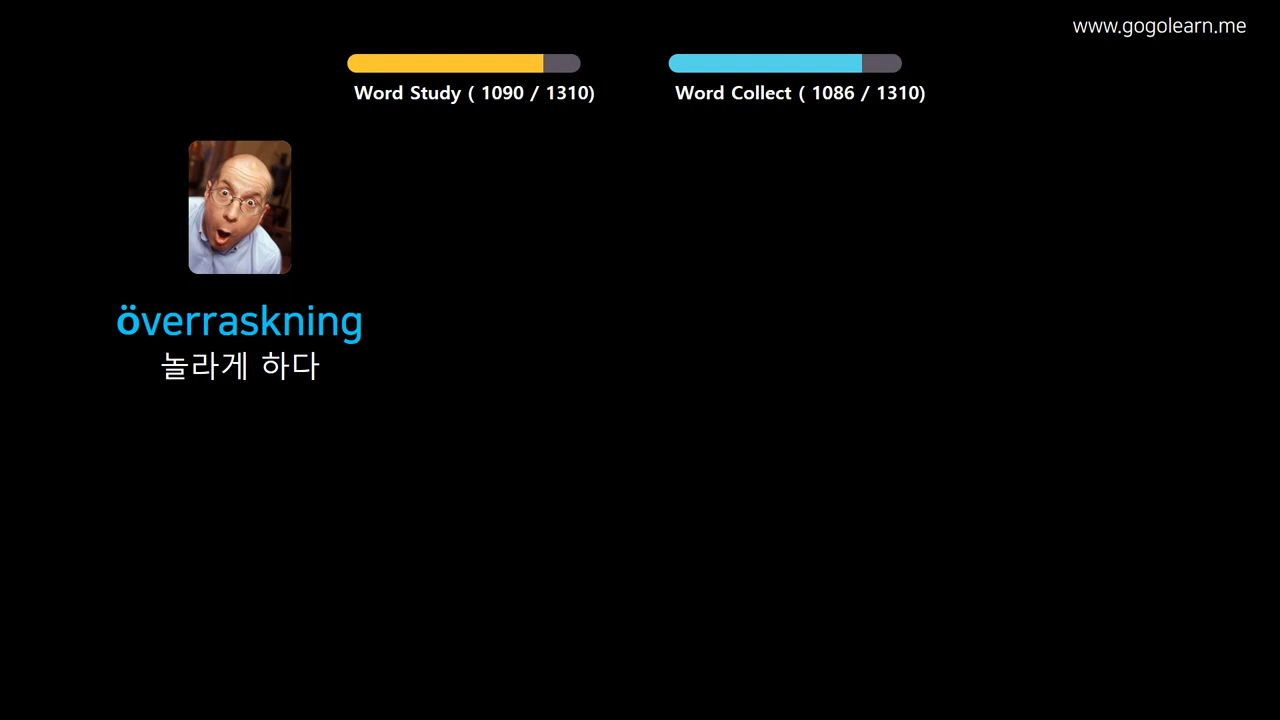 www.gogolearn.me
Word Study ( 1090 / 1310)
Word Collect ( 1086 / 1310)
överraskning
놀라게 하다